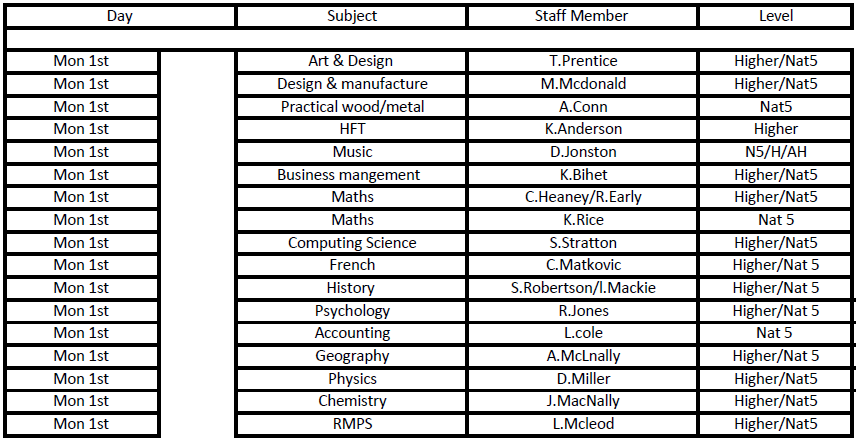 Day Subject Staff Member Level
Mon 1st Art & Design T.Prentice Higher/Nat5
Mon 1st Design & manufacture M.Mcdonald Higher/Nat5
Mon 1st Practical wood/metal A.Conn Nat5
Mon 1st HFT K.Anderson Higher
Mon 1st Music D.Jonston N5/H/AH
Mon 1st Business mangement K.Bihet Higher/Nat5
Mon 1st Maths C.Heaney/R.Early Higher/Nat5
Mon 1st Maths K.Rice Nat 5
Mon 1st Computing Science S.Stratton Higher/Nat5
Mon 1st French C.Matkovic Higher/Nat 5
Mon 1st History S.Robertson/l.Mackie Higher/Nat 5
Mon 1st Psychology R.Jones Higher/Nat 5
Mon 1st Accounting L.cole Nat 5
Mon 1st Geography A.McLnally Higher/Nat 5
Mon 1st Physics D.Miller Higher/Nat5
Mon 1st Chemistry J.MacNally Higher/Nat5
Mon 1st RMPS L.Mcleod Higher/Nat5